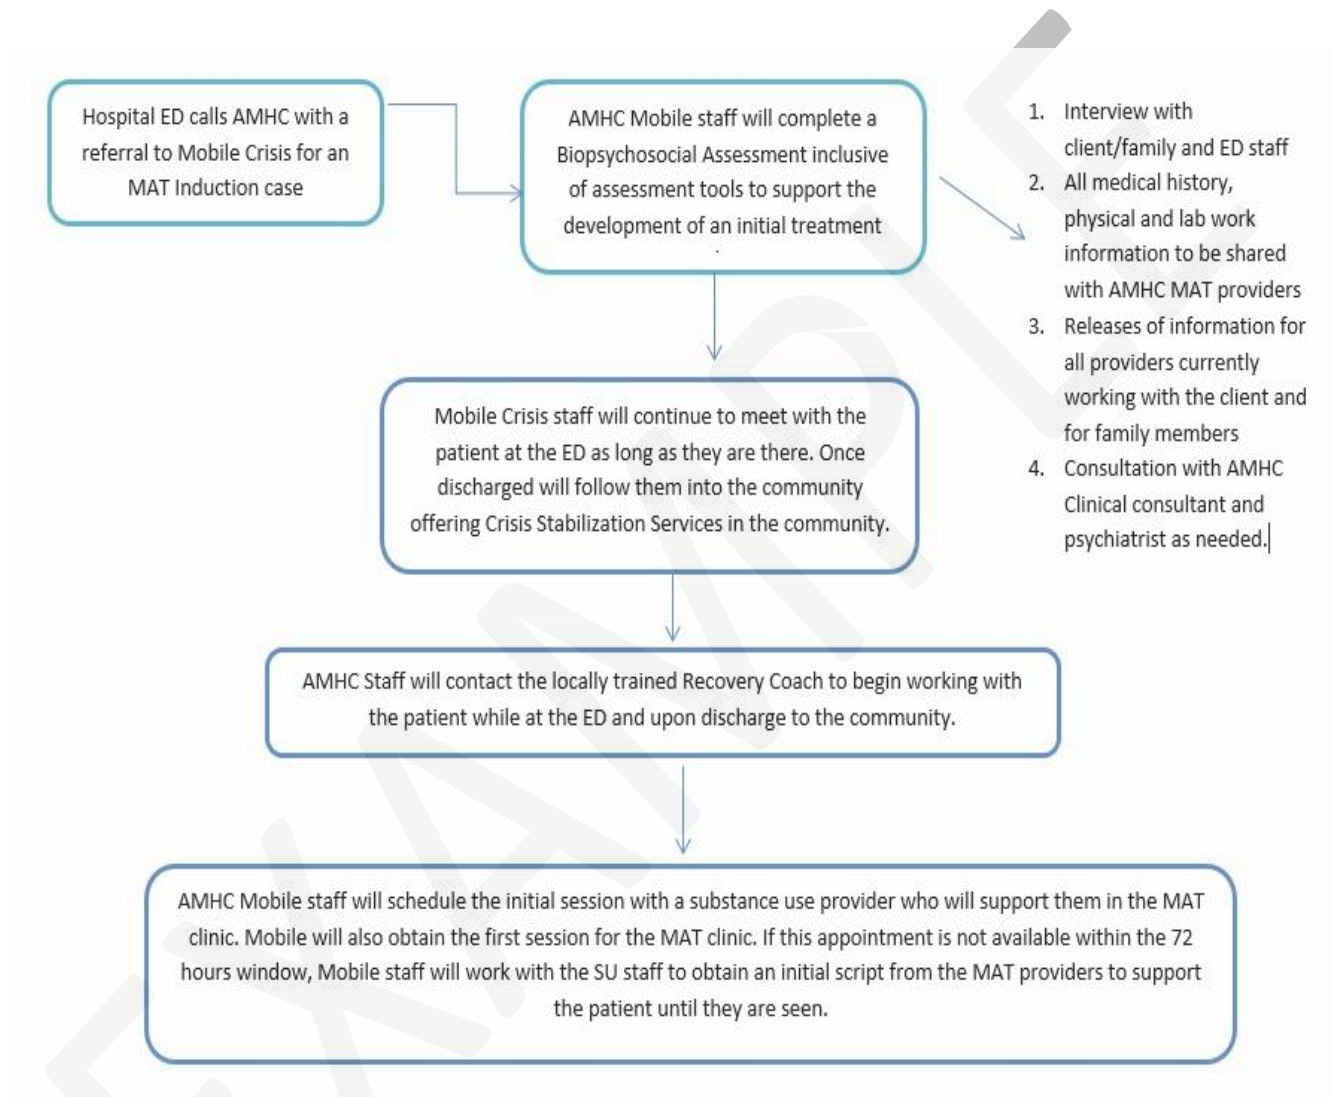 Hospital ED calls AMHC with a
referral to Mobile Crisis for an
MAT Induction case
AMHC Mobile staff will complete a
Biopsychosocial Assessment inclusive
of assessment tools to support the
development of an initial treatment
.
1. Interview with
client/family and ED staff
2. All medical history,
physical and lab work
information to be shared
with AMHC MAT providers
3. Releases of information for
all providers currently
working with the client and
for family members
4. Consultation with AMHC
Clinical consultant and
psychiatrist as needed.
Mobile Crisis staff will continue to meet with the
patient at the ED as long as they are there. Once
discharged will follow them into the community
offering Crisis Stabilization Services in the community.
AMHC Staff will contact the locally trained Recovery Coach to begin working with
the patient while at the ED and upon discharge to the community.
AMHC Mobile staff will schedule the initial session with a substance use provider who will support them in the MAT
clinic. Mobile will also obtain the first session for the MAT clinic. If this appointment is not available within the 72
hours window, Mobile staff will work with the SU staff to obtain an initial script from the MAT providers to support
the patient until they are seen.
EXAMPLE